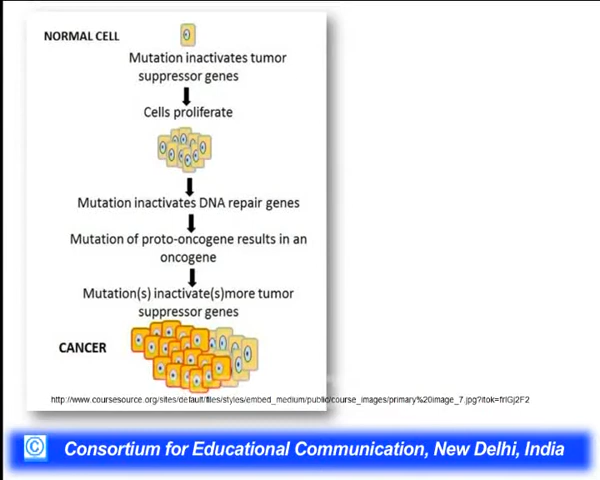 NORMAL CELL
Mutation inactivates tumor
suppressor genes
Cells proliferate
Mutation inactivates DNA repair genes
Mutation of proto-oncogene results in an
oncogene
Mutation(s) inactivate(s)more tumor
suppressor genes
CANCER
http://www.coursesource.org/sites/default/files/styles/embed_medium/public/course_images/primary%20image_7.jpg?itok=frIGj2F2
© Consortium for Educational Communication, New Delhi, India